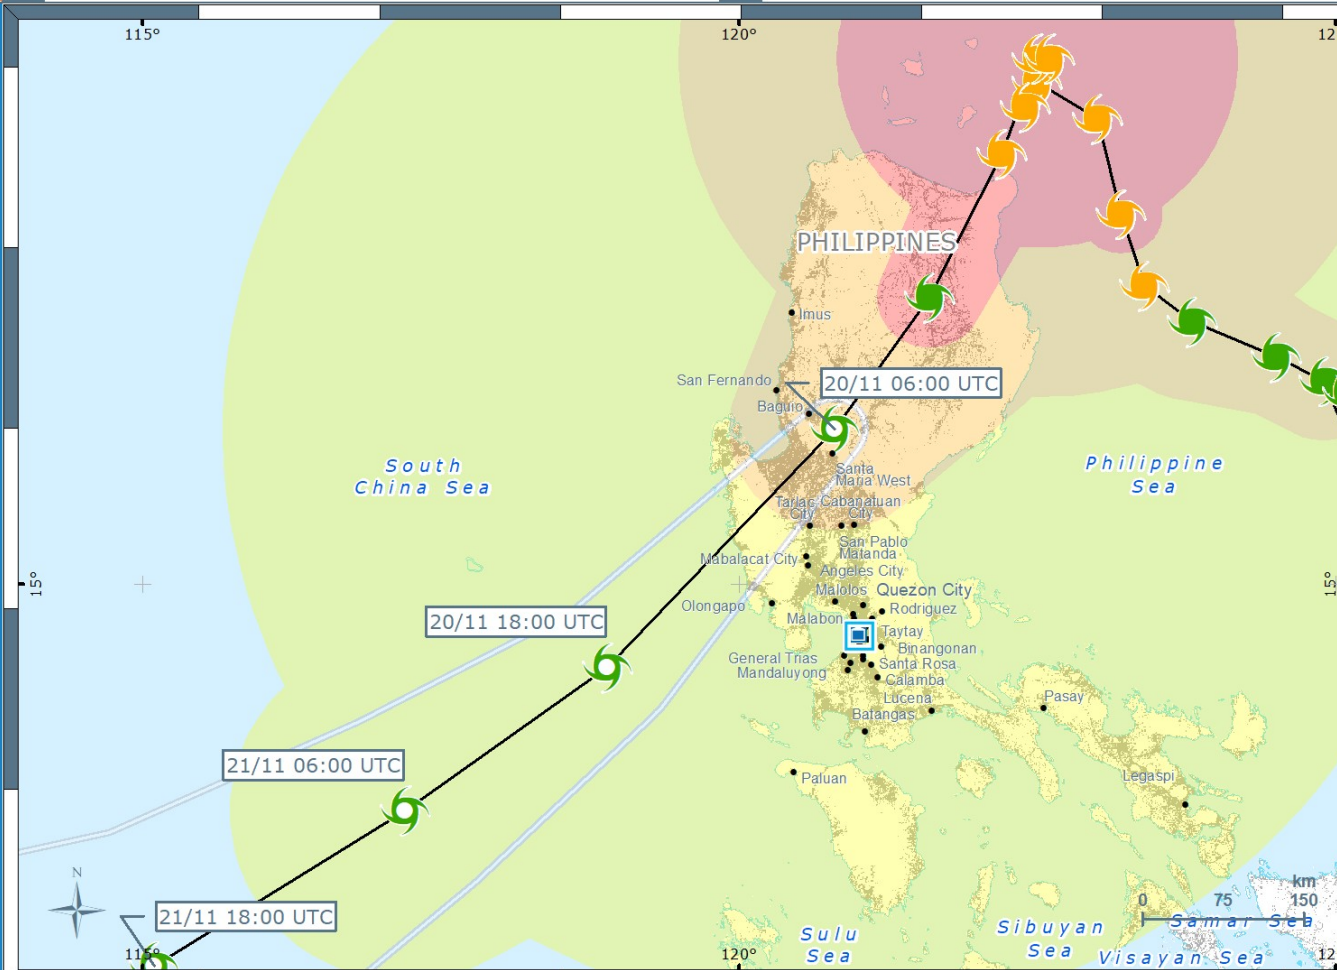 115°
120°
12
PHILIPPINES
Imus
San Fernando
20/11 06:00 UTC
Baguio
South
China Sea
Philippine
Sea
Santa
Maria West
Tarlac
City
Cabanatuan
City
San Pablo
Matanda
Mabalacat City
Angeles City
15°
15°
Malolos
Quezon City
Olongapo
Rodriguez
20/11 18:00 UTC
Malabon
Taytay
Binangonan
General Trias
Santa Rosa
Mandaluyong
Calamba
Lucena
Pasay
Batangas
21/11 06:00 UTC
Paluan
Legaspi
N
km
0 75 150
21/11 18:00 UTC
Samar Sea
Sibuyan
Sea
Sulu
Sea
Visayan Sea
115°
120°
12